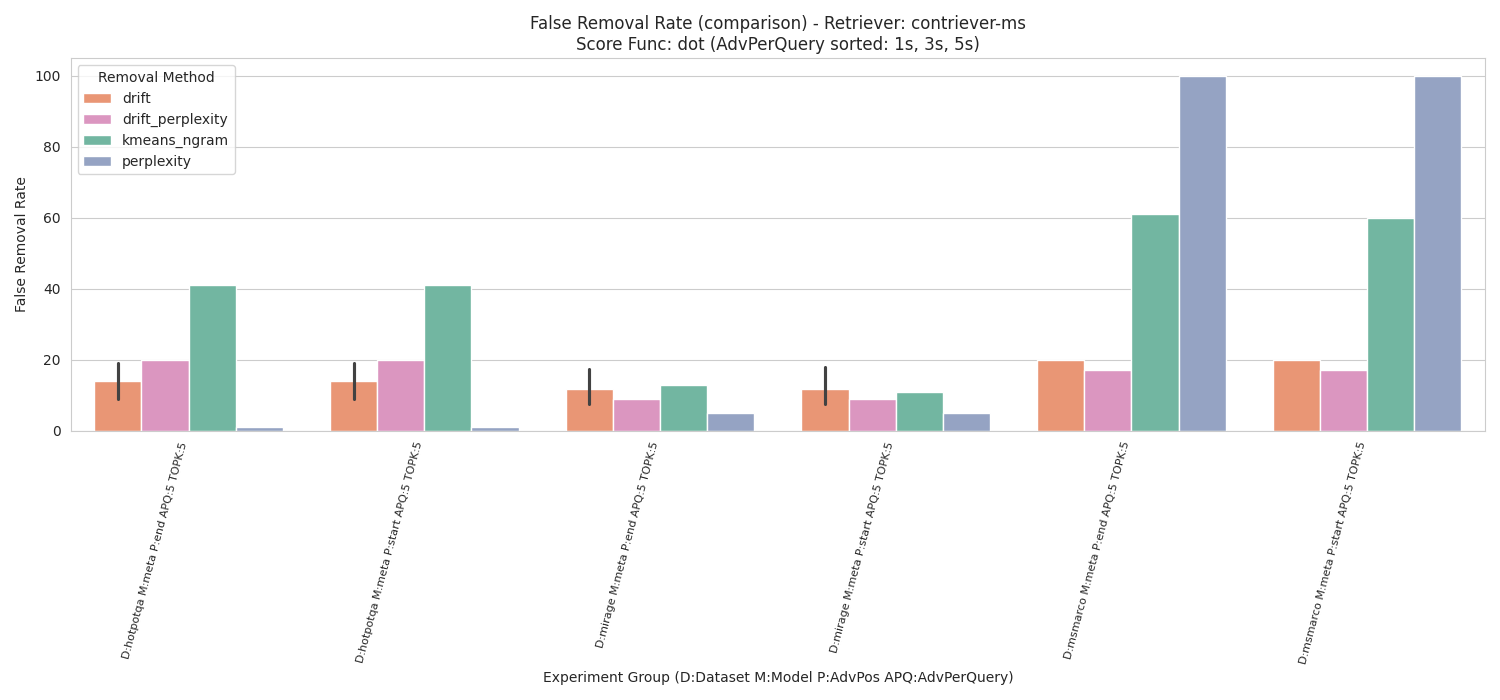 False Removal Rate (comparison) - Retriever: contriever-ms
Score Func: dot (AdvPerQuery sorted: 1s, 3s, 5s)
Removal Method
drift
drift_perplexity
kmeans_ngram
perplexity
False Removal Rate
100
80
60
40
20
0
D:hotpotqa M:meta P:end APQ:5 TOPK:5
D:hotpotqa M:meta P:start APQ:5 TOPK:5
D:mirage M:meta P:end APQ:5 TOPK:5
D:mirage M:meta P:start APQ:5 TOPK:5
D:msmarco M:meta P:end APQ:5 TOPK:5
D:msmarco M:meta P:start APQ:5 TOPK:5
Experiment Group (D:Dataset M:Model P:AdvPos APQ:AdvPerQuery)